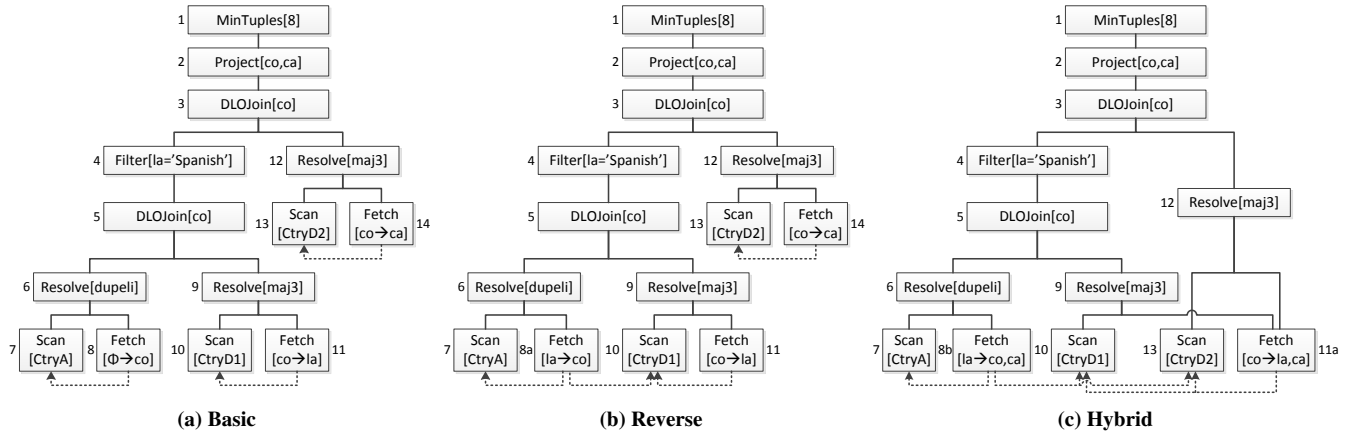 1 MinTuples[8]
2 Project[co,ca]
3 DLOJoin[co]
4 Filter[la='Spanish']
12 Resolve[maj3]
5 DLOJoin[co]
13 Scan [CtryD2]
Fetch [co→ca] 14
6 Resolve[dupeli]
9 Resolve[maj3]
7 Scan [CtryA]
8 Fetch [Φ→co]
10 Scan [CtryD1]
Fetch [co→la] 11
(a) Basic
1 MinTuples[8]
2 Project[co,ca]
3 DLOJoin[co]
4 Filter[la='Spanish']
12 Resolve[maj3]
5 DLOJoin[co]
13 Scan [CtryD2]
Fetch [co→ca] 14
6 Resolve[dupeli]
9 Resolve[maj3]
7 Scan [CtryA]
8a Fetch [la→co]
10 Scan [CtryD1]
Fetch [co→la] 11
(b) Reverse
1 MinTuples[8]
2 Project[co,ca]
3 DLOJoin[co]
4 Filter[la='Spanish']
12 Resolve[maj3]
5 DLOJoin[co]
6 Resolve[dupeli]
9 Resolve[maj3]
7 Scan [CtryA]
8b Fetch [la→co,ca]
10 Scan [CtryD1]
13 Scan [CtryD2]
Fetch [co→la,ca] 11a
(c) Hybrid